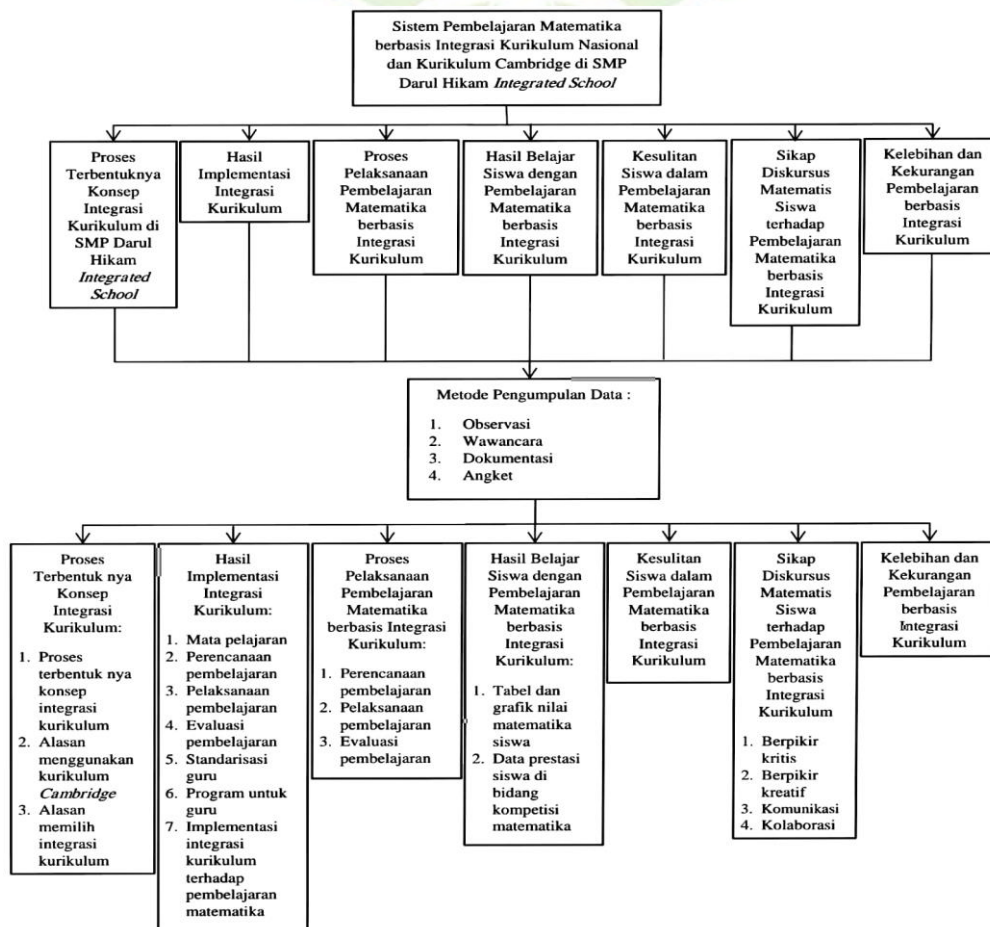 Sistem Pembelajaran Matematika
berbasis Integrasi Kurikulum Nasional
dan Kurikulum Cambridge di SMP
Darul Hikam Integrated School
Proses
Terbentuknya
Konsep
Integrasi
Kurikulum di
SMP Darul
Hikam
Integrated
School
Hasil
Implementasi
Integrasi
Kurikulum
Proses
Pelaksanaan
Pembelajaran
Matematika
berbasis
Integrasi
Kurikulum
Hasil Belajar
Siswa dengan
Pembelajaran
Matematika
berbasis
Integrasi
Kurikulum
Kesulitan
Siswa dalam
Pembelajaran
Matematika
berbasis
Integrasi
Kurikulum
Sikap
Diskursus
Matematis
Siswa
terhadap
Pembelajaran
Matematika
berbasis
Integrasi
Kurikulum
Kelebihan dan
Kekurangan
Pembelajaran
berbasis
Integrasi
Kurikulum
Metode Pengumpulan Data :
1. Observasi
2. Wawancara
3. Dokumentasi
4. Angket
Proses
Terbentuk nya
Konsep
Integrasi
Kurikulum:
1. Proses
terbentuk nya
konsep
integrasi
kurikulum
2. Alasan
menggunakan
kurikulum
Cambridge
3. Alasan
memilih
integrasi
kurikulum
Hasil
Implementasi
Integrasi
Kurikulum:
1. Mata pelajaran
2. Perencanaan
pembelajaran
3. Pelaksanaan
pembelajaran
4. Evaluasi
pembelajaran
5. Standarisasi
guru
6. Program untuk
guru
7. Implementasi
integrasi
kurikulum
terhadap
pembelajaran
matematika
Proses
Pelaksanaan
Pembelajaran
Matematika
berbasis Integrasi
Kurikulum:
1. Perencanaan
pembelajaran
2. Pelaksanaan
pembelajaran
3. Evaluasi
pembelajaran
Hasil Belajar
Siswa dengan
Pembelajaran
Matematika
berbasis
Integrasi
Kurikulum:
1. Tabel dan
grafik nilai
matematika
siswa
2. Data prestasi
siswa di
bidang
kompetisi
matematika
Kesulitan
Siswa dalam
Pembelajaran
Matematika
berbasis
Integrasi
Kurikulum
Sikap
Diskursus
Matematis
Siswa
terhadap
Pembelajaran
Matematika
berbasis
Integrasi
Kurikulum
1. Berpikir
kritis
2. Berpikir
kreatif
3. Komunikasi
4. Kolaborasi
Kelebihan dan
Kekurangan
Pembelajaran
berbasis
Integrasi
Kurikulum